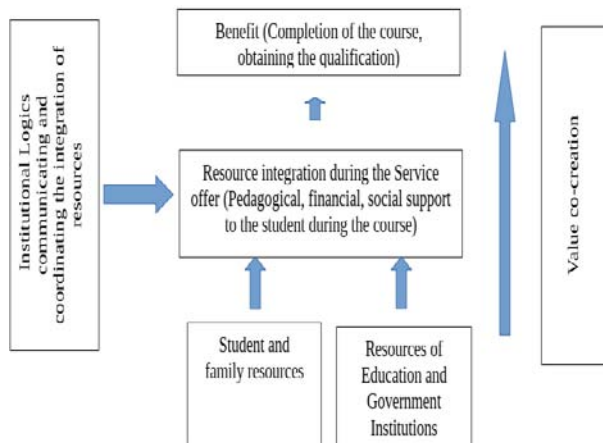 Institutional Logics
communicating and
coordinating the integration of
resources
Benefit (Completion of the course,
obtaining the qualification)
Resource integration during the Service
offer (Pedagogical, financial, social support
to the student during the course)
Student and
family resources
Resources of
Education and
Government
Institutions
Value co-creation